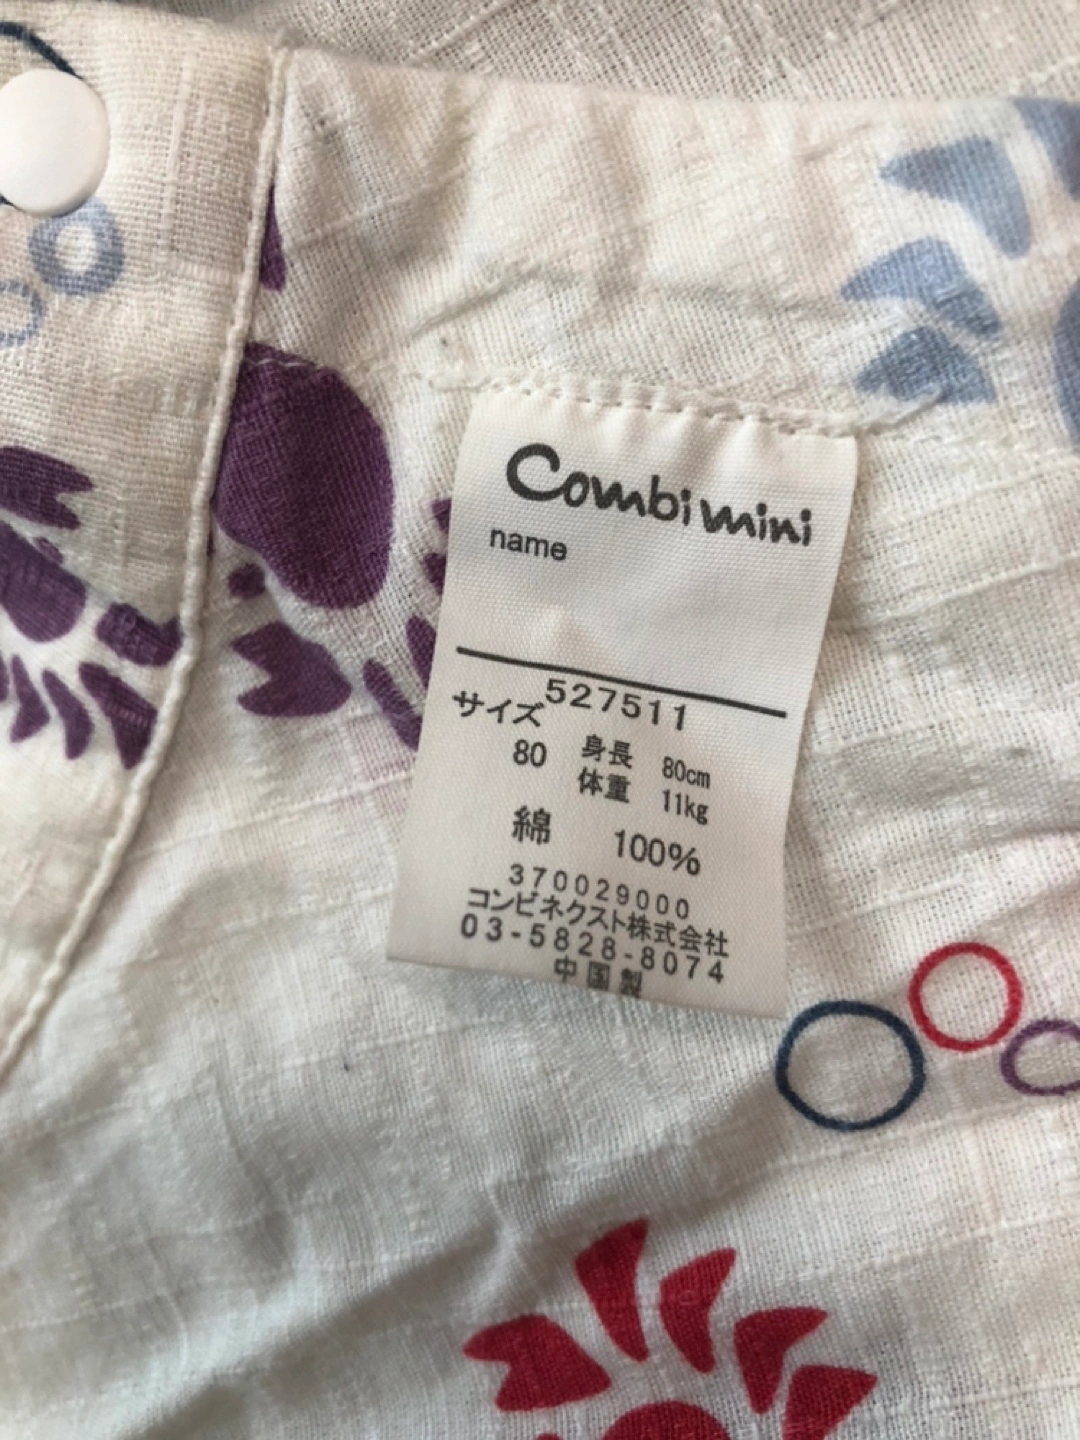 Combi mini
name
527511
サイズ
80 身長 80cm
体重 11kg
綿 100%
370029000
コンビネクスト株式会社
03-5828-8074
中国製